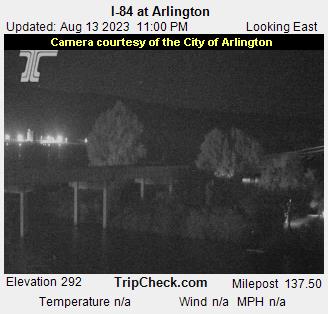 I-84 at Arlington
Updated: Aug 13 2023 11:00 PM Looking East
Camera courtesy of the City of Arlington
Elevation 292 TripCheck.com Milepost 137.50
Temperature n/a Wind n/a MPH n/a